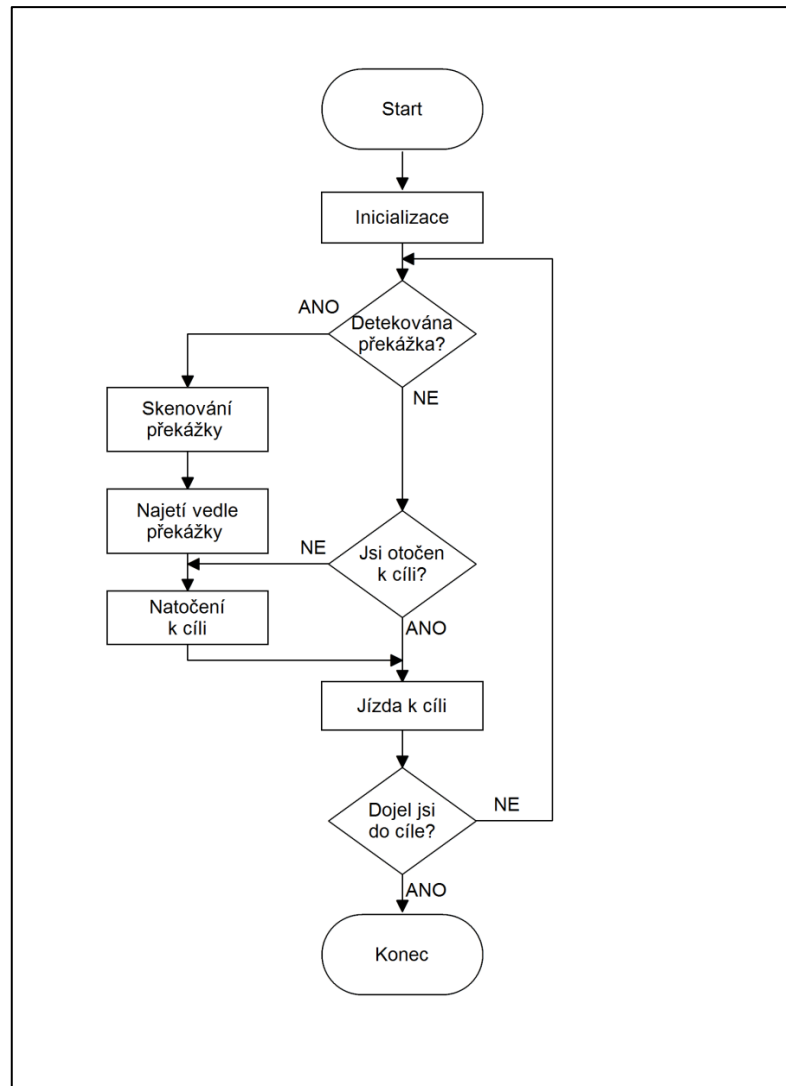 Start
Inicializace
ANO
Detekována
překážka?
NE
Skenování
překážky
Najetí vedle
překážky
NE
Jsi otočen
k cíli?
Natočení
k cíli
ANO
Jízda k cíli
Dojel jsi
do cíle?
NE
ANO
Konec